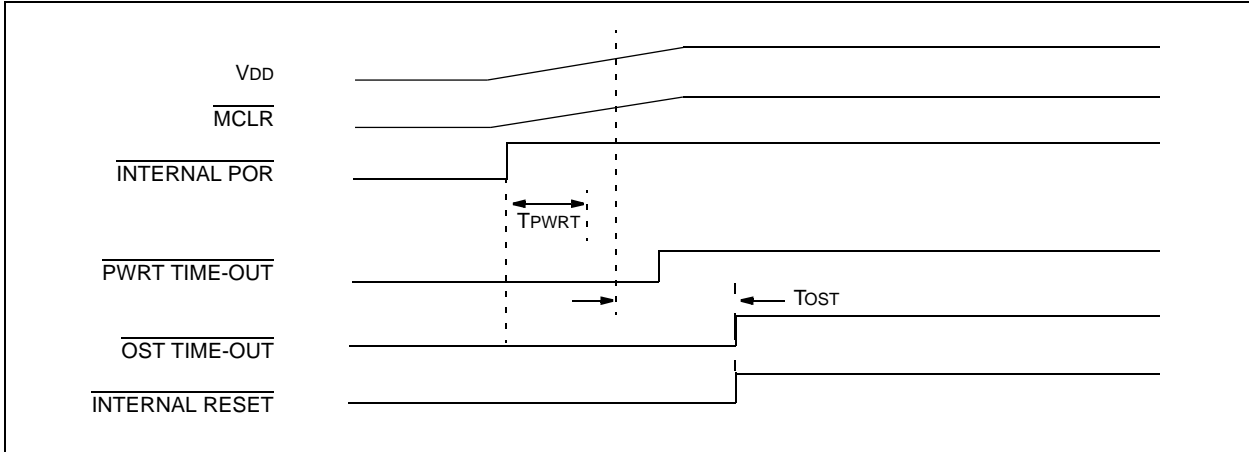 VDD
MCLR
INTERNAL POR
TPWRT
PWRT TIME-OUT
TOST
OST TIME-OUT
INTERNAL RESET